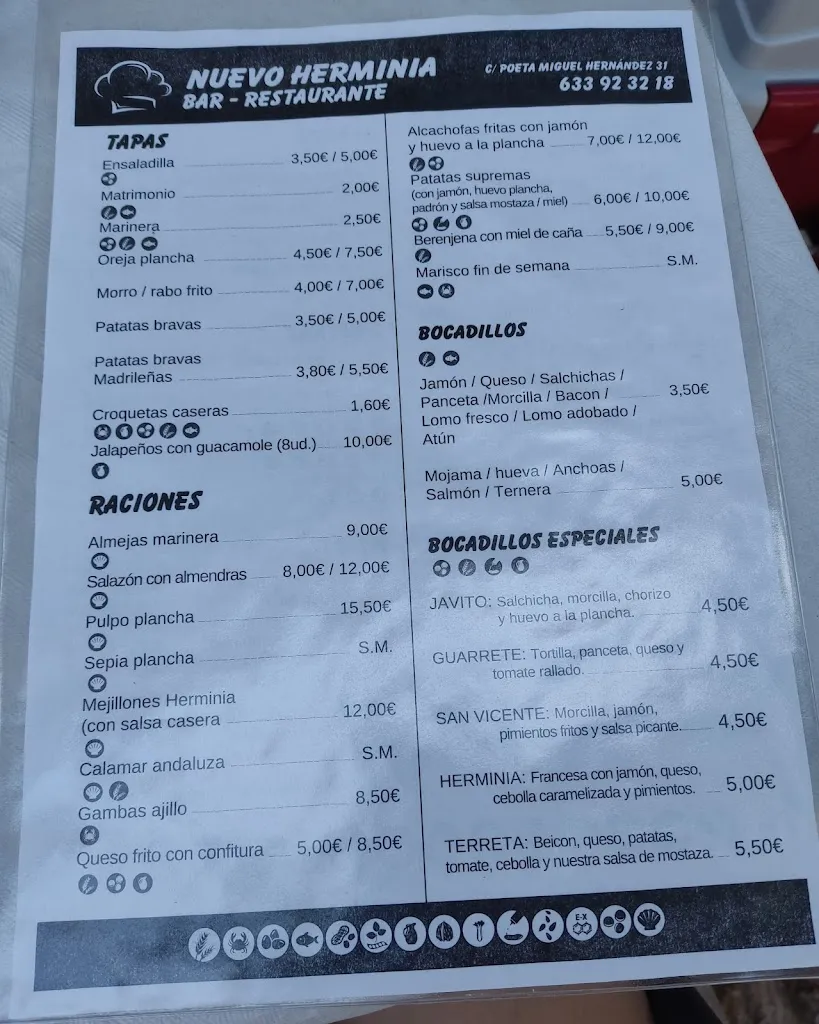 NUEVO HERMINIA
BAR - RESTAURANTE
C/ POETA MIGUEL HERNÁNDEZ 31
633 92 32 18
TAPAS
Ensaladilla 3,50€ / 5,00€
Matrimonio 2,00€
Marinera 2,50€
Oreja plancha 4,50€ / 7,50€
Morro / rabo frito 4,00€ / 7,00€
Patatas bravas 3,50€ / 5,00€
Patatas bravas
Madrileñas 3,80€ / 5,50€
Croquetas caseras 1,60€
Jalapeños con guacamole (8ud.) 10,00€
RACIONES
Almejas marinera 9,00€
Salazón con almendras 8,00€ / 12,00€
Pulpo plancha 15,50€
Sepia plancha S.M.
Mejillones Herminia
(con salsa casera 12,00€
Calamar andaluza S.M.
Gambas ajillo 8,50€
Queso frito con confitura 5,00€ / 8,50€
Alcachofas fritas con jamón
y huevo a la plancha 7,00€ / 12,00€
Patatas supremas
(con jamón, huevo plancha,
padrón y salsa mostaza / miel) 6,00€ / 10,00€
Berenjena con miel de caña 5,50€ / 9,00€
Marisco fin de semana S.M.
BOCADILLOS
Jamón / Queso / Salchichas /
Panceta /Morcilla / Bacon / 3,50€
Lomo fresco / Lomo adobado /
Atún
Mojama / hueva / Anchoas /
Salmón / Ternera 5,00€
BOCADILLOS ESPECIALES
JAVITO: Salchicha, morcilla, chorizo
y huevo a la plancha. 4,50€
GUARRETE: Tortilla, panceta, queso y
tomate rallado. 4,50€
SAN VICENTE: Morcilla, jamón,
pimientos fritos y salsa picante. 4,50€
HERMINIA: Francesa con jamón, queso,
cebolla caramelizada y pimientos. 5,00€
TERRETA: Beicon, queso, patatas,
tomate, cebolla y nuestra salsa de mostaza. 5,50€
E-X